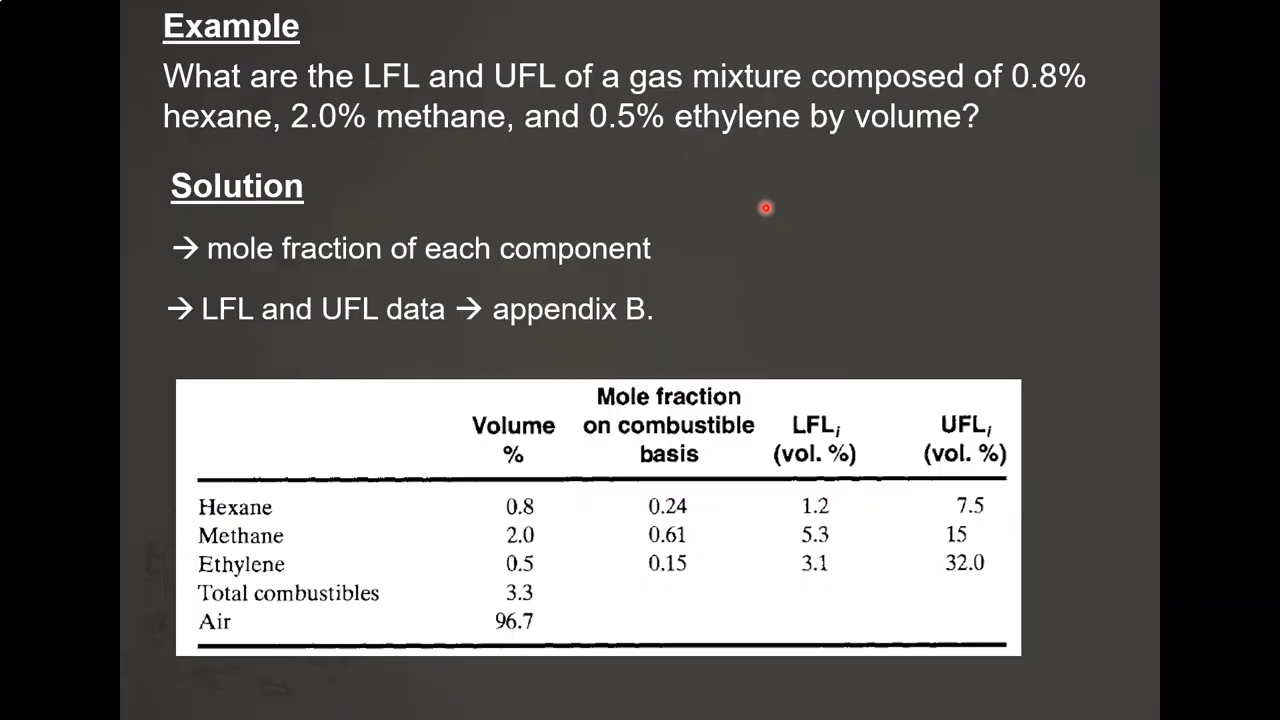 Example
What are the LFL and UFL of a gas mixture composed of 0.8%
hexane, 2.0% methane, and 0.5% ethylene by volume?
Solution
→ mole fraction of each component
→ LFL and UFL data → appendix B.
Volume % Mole fraction on combustible basis LFLi (vol. %) UFLi (vol. %)
Hexane 0.8 0.24 1.2 7.5
Methane 2.0 0.61 5.3 15
Ethylene 0.5 0.15 3.1 32.0
Total combustibles 3.3
Air 96.7